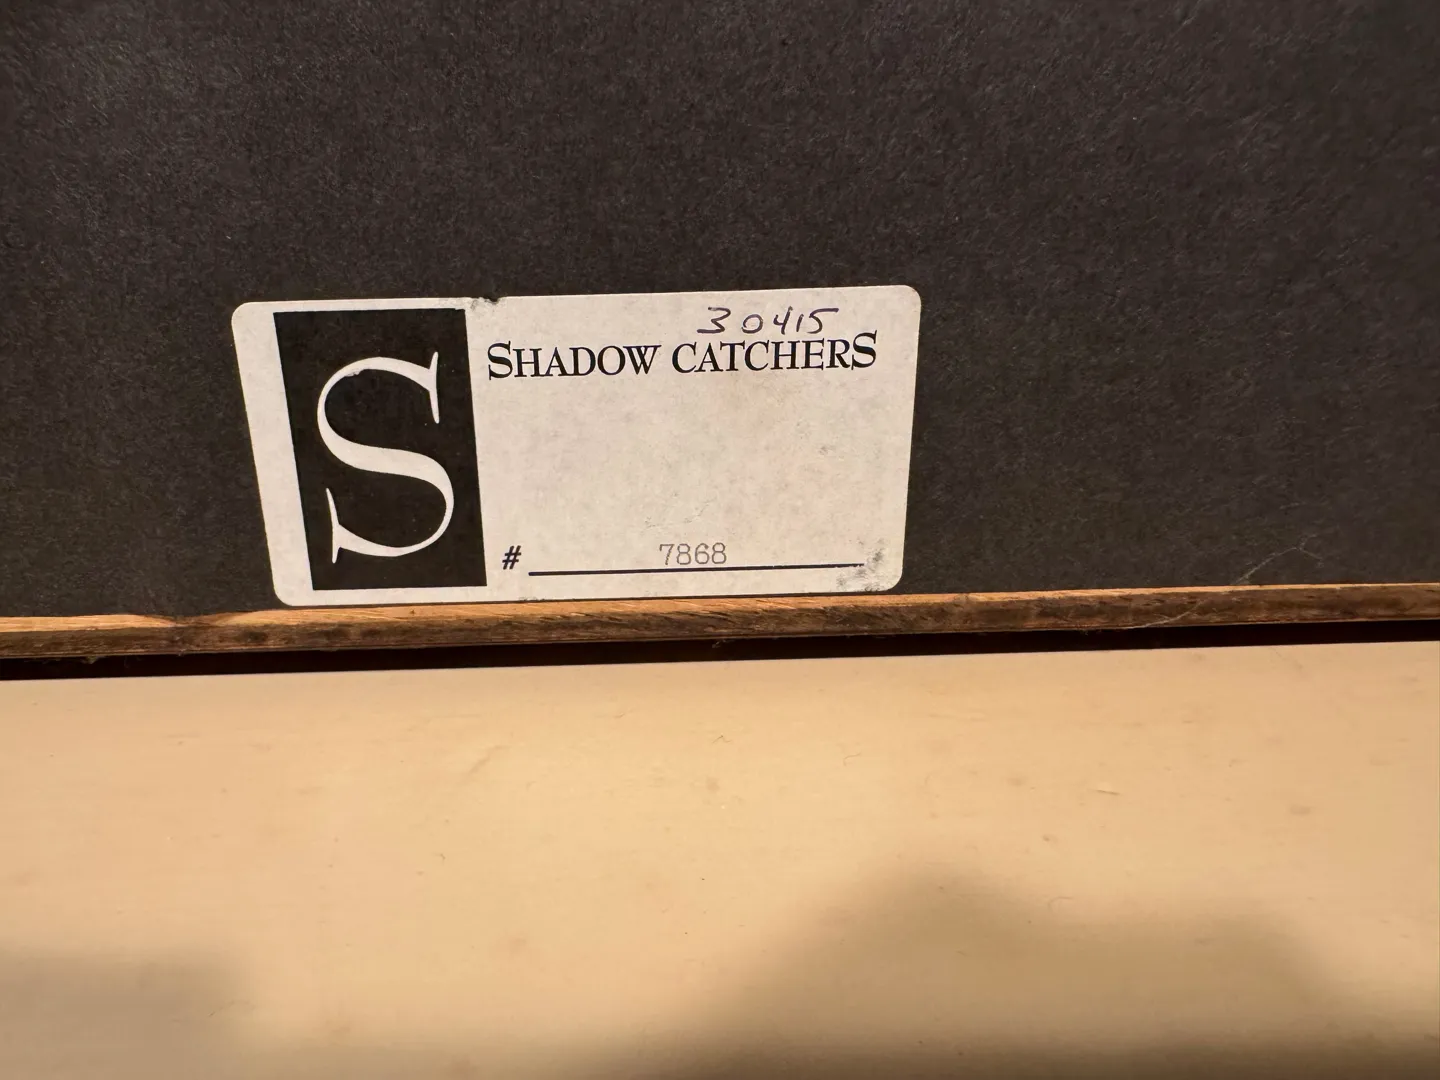 30415
SHADOW CATCHERS
S
# 7868